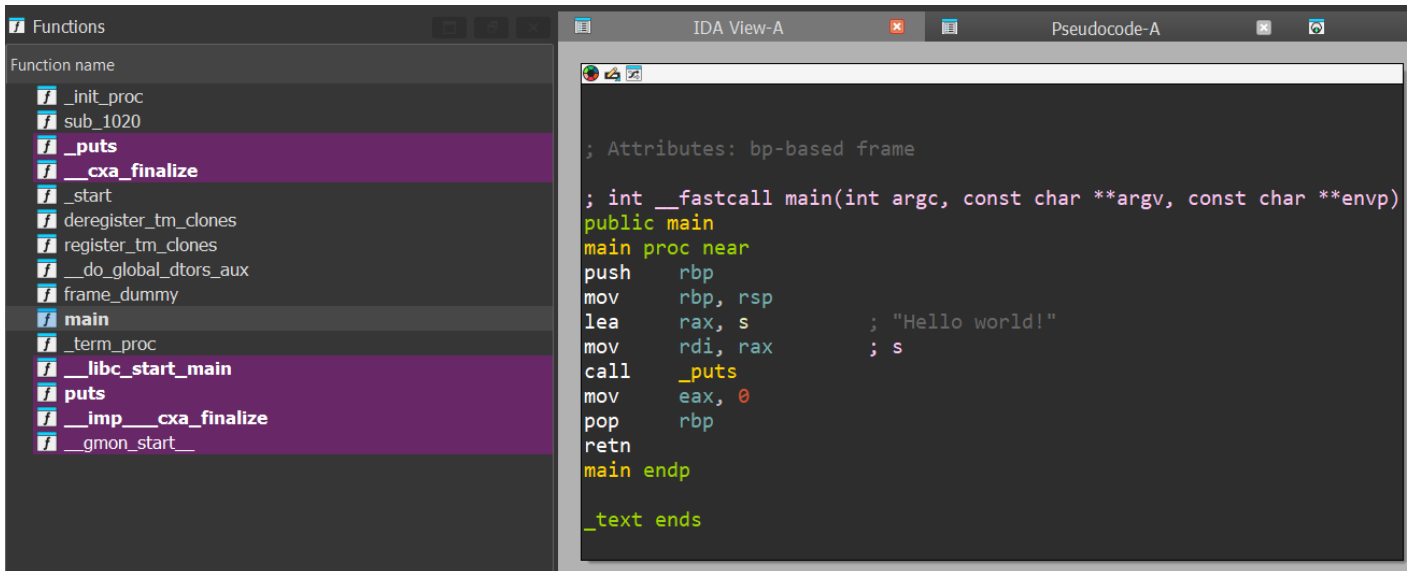 Functions
Function name
_init_proc
sub_1020
_puts
__cxa_finalize
_start
deregister_tm_clones
register_tm_clones
__do_global_dtors_aux
frame_dummy
main
_term_proc
__libc_start_main
puts
__imp___cxa_finalize
__gmon_start__
IDA View-A
Pseudocode-A
; Attributes: bp-based frame
; int __fastcall main(int argc, const char **argv, const char **envp)
public main
main proc near
push rbp
mov rbp, rsp
lea rax, s ; "Hello world!"
mov rdi, rax ; s
call _puts
mov eax, 0
pop rbp
retn
main endp
_text ends